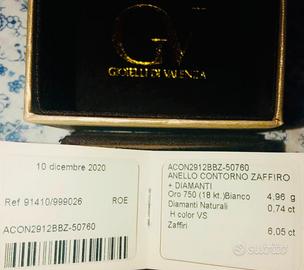 GV
GIOIELLI DI VALENZA
10 dicembre 2020
Ref 91410/999026 ROE
ACON2912BBZ-50760
ACON2912BBZ-50760
ANELLO CONTORNO ZAFFIRO
+ DIAMANTI
Oro 750 (18 kt.)Bianco 4,96 g
Diamanti Naturali 0,74 ct
H color VS
Zaffiri 6,05 ct
subito